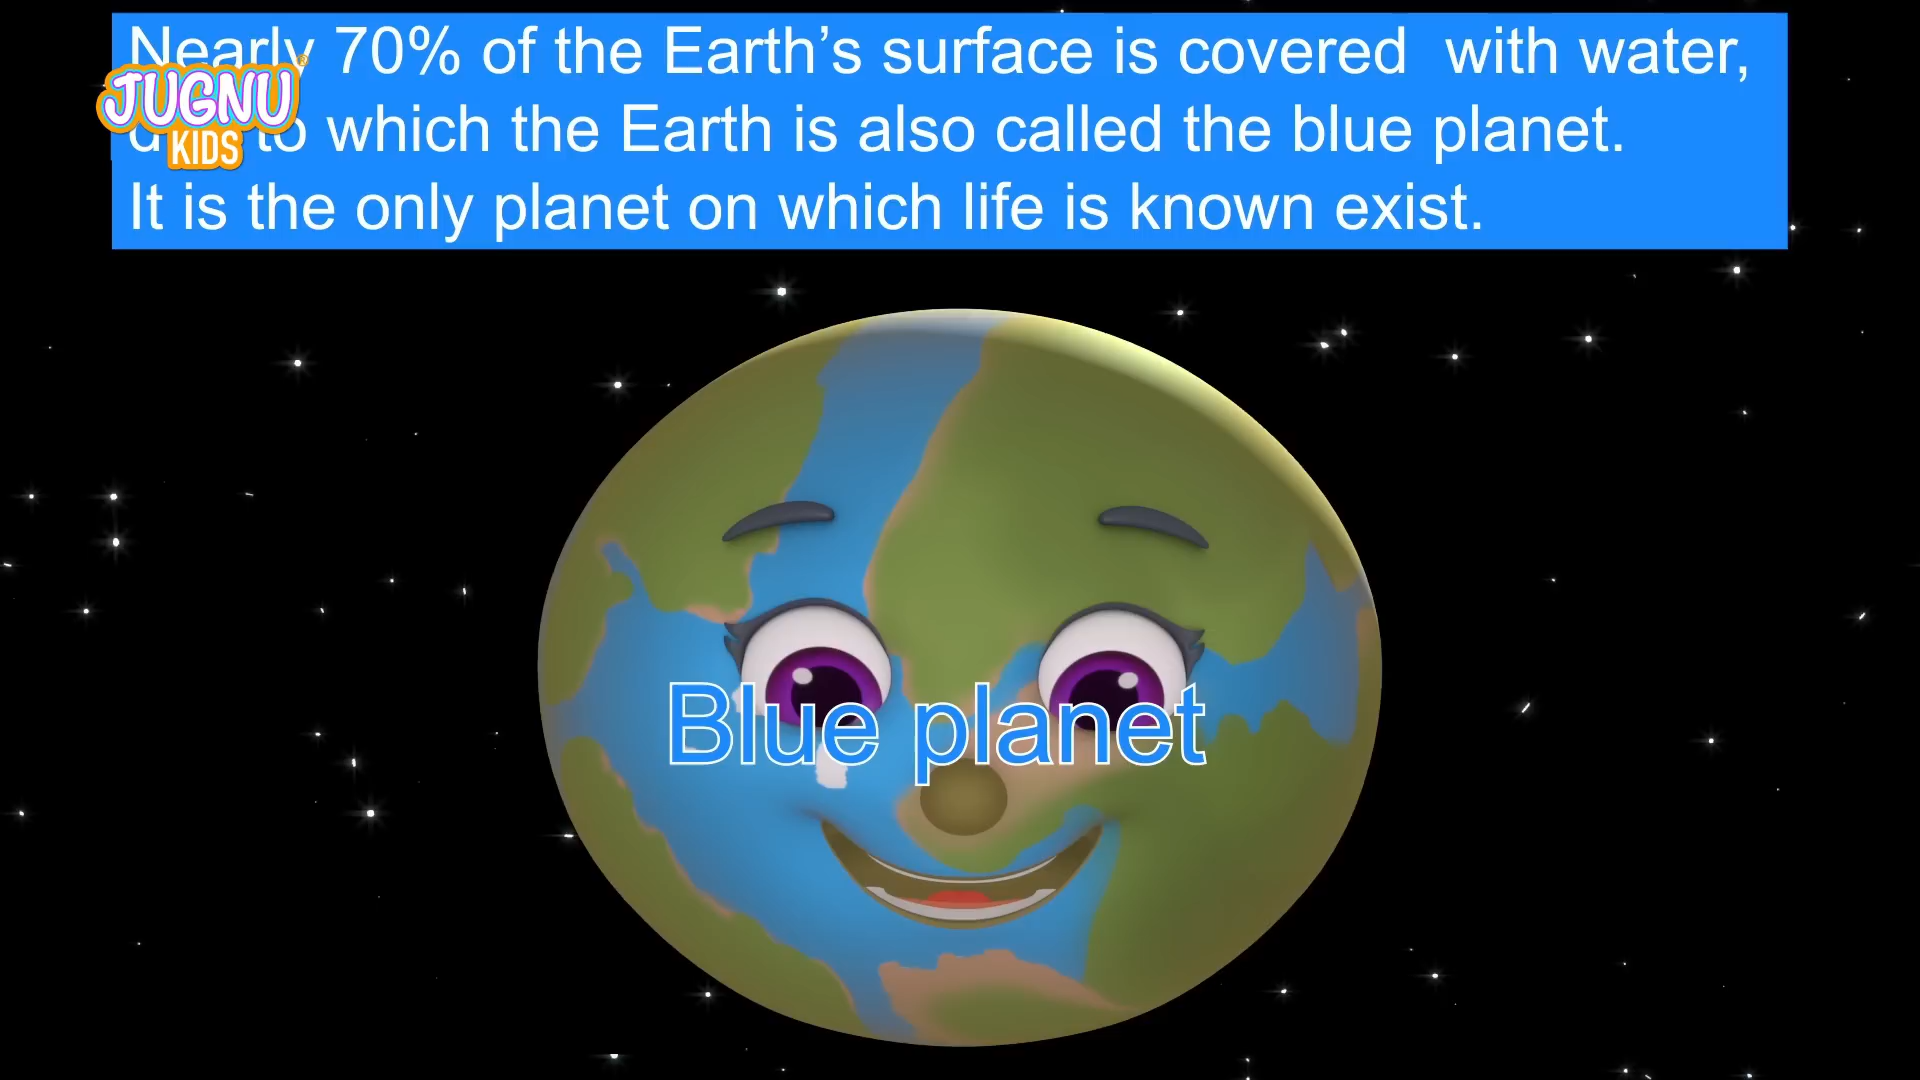 Nearly 70% of the Earth’s surface is covered with water,
to which the Earth is also called the blue planet.
It is the only planet on which life is known exist.
JUGNU
KIDS
Blue planet